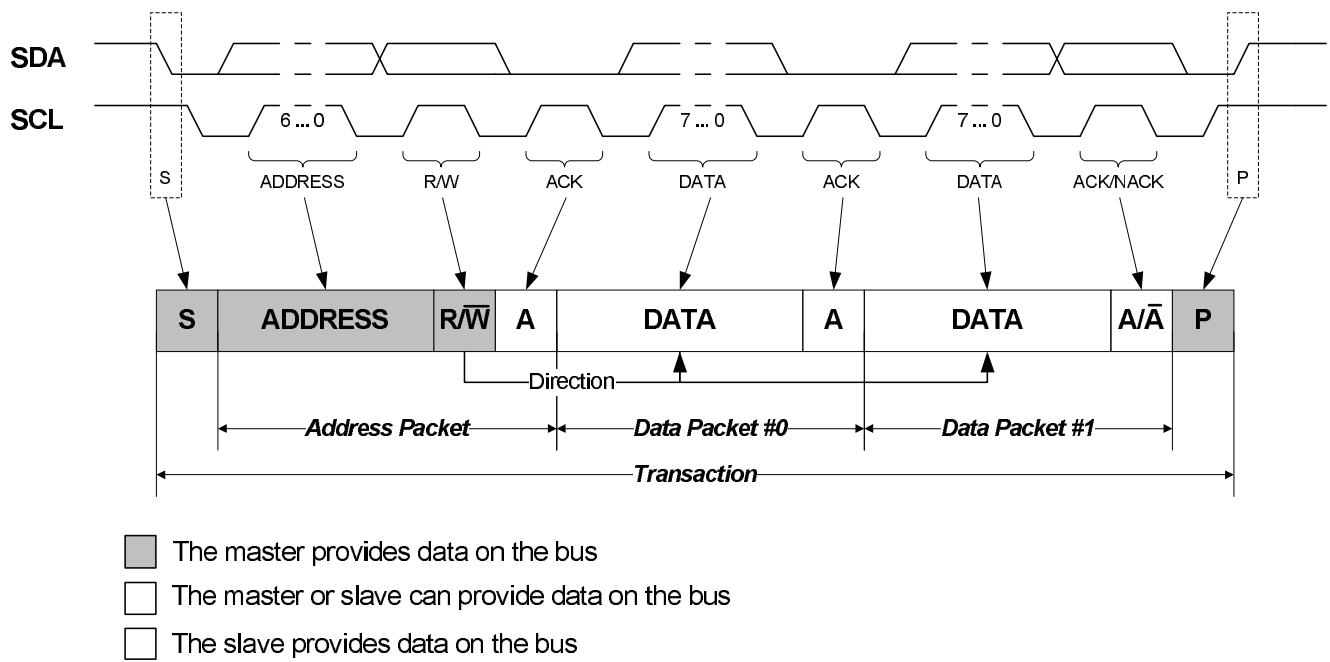 SDA
SCL
6 ... 0
7 ... 0
7 ... 0
S
ADDRESS
R/W
ACK
DATA
ACK
DATA
ACK/NACK
P
S
ADDRESS
R/W̅
A
DATA
A
DATA
A/A̅
P
Direction
Address Packet
Data Packet #0
Data Packet #1
Transaction
The master provides data on the bus
The master or slave can provide data on the bus
The slave provides data on the bus